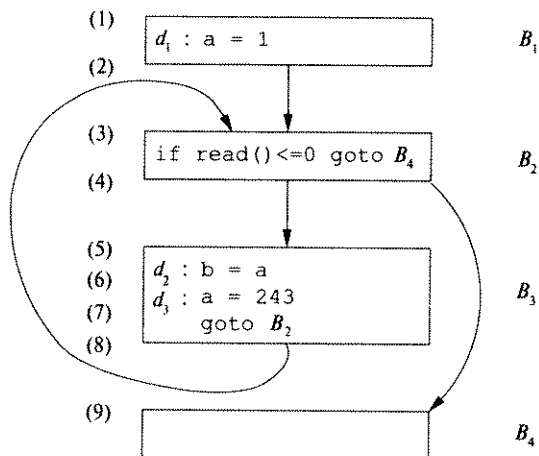 (1)
d₁ : a = 1 B₁
(2)
(3)
if read()<=0 goto B₄ B₂
(4)
(5)
(6) d₂ : b = a
d₃ : a = 243 B₃
(7) goto B₂
(8)
(9)
B₄